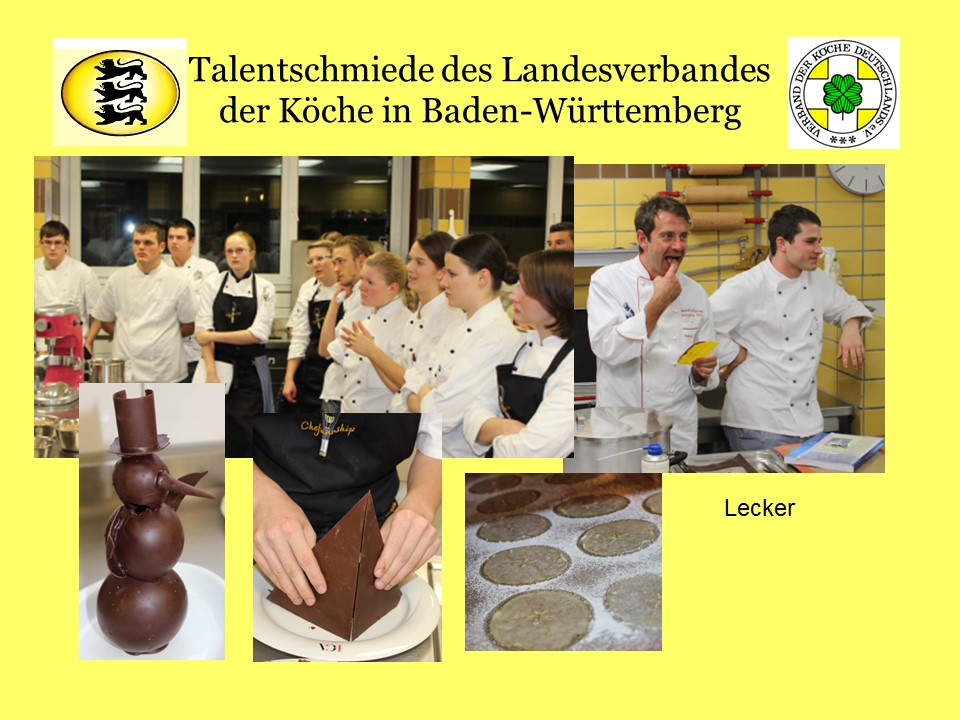 Talentschmiede des Landesverbandes
der Köche in Baden-Württemberg
VERBAND DER KÖCHE DEUTSCHLANDS e.V.
Lecker